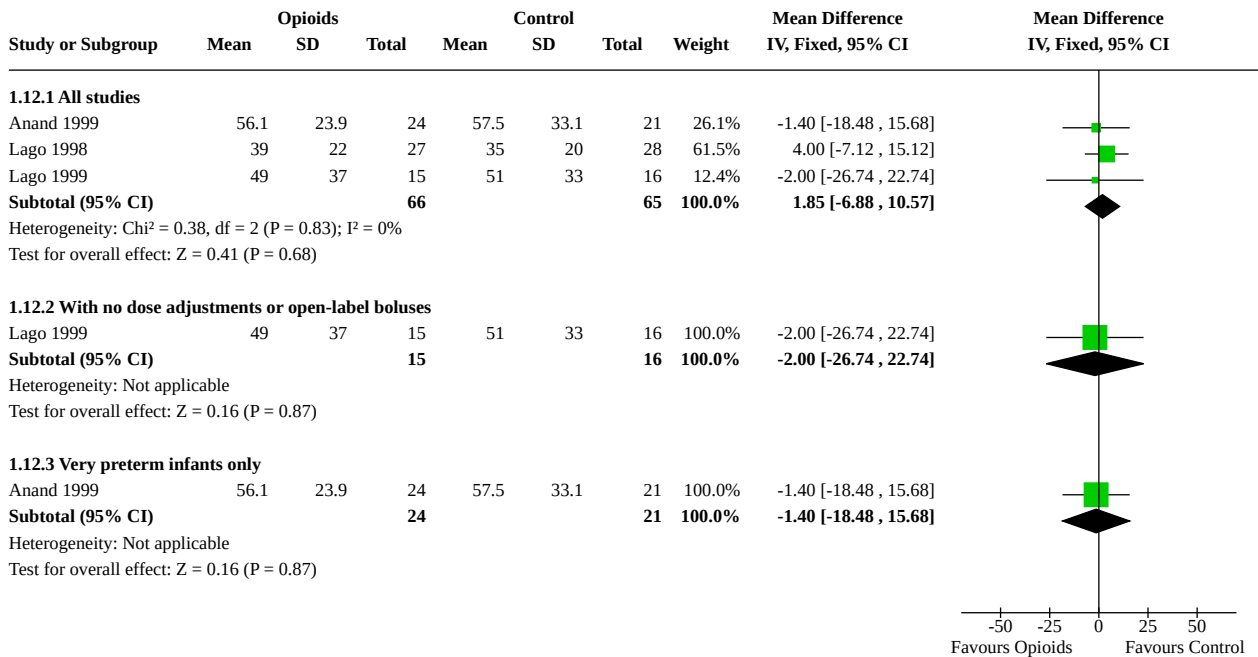 Opioids Control Mean Difference Mean Difference
Study or Subgroup Mean SD Total Mean SD Total Weight IV, Fixed, 95% CI IV, Fixed, 95% CI
1.12.1 All studies
Anand 1999 56.1 23.9 24 57.5 33.1 21 26.1% -1.40 [-18.48 , 15.68]
Lago 1998 39 22 27 35 20 28 61.5% 4.00 [-7.12 , 15.12]
Lago 1999 49 37 15 51 33 16 12.4% -2.00 [-26.74 , 22.74]
Subtotal (95% CI) 66 65 100.0% 1.85 [-6.88 , 10.57]
Heterogeneity: Chi² = 0.38, df = 2 (P = 0.83); I² = 0%
Test for overall effect: Z = 0.41 (P = 0.68)
1.12.2 With no dose adjustments or open-label boluses
Lago 1999 49 37 15 51 33 16 100.0% -2.00 [-26.74 , 22.74]
Subtotal (95% CI) 15 16 100.0% -2.00 [-26.74 , 22.74]
Heterogeneity: Not applicable
Test for overall effect: Z = 0.16 (P = 0.87)
1.12.3 Very preterm infants only
Anand 1999 56.1 23.9 24 57.5 33.1 21 100.0% -1.40 [-18.48 , 15.68]
Subtotal (95% CI) 24 21 100.0% -1.40 [-18.48 , 15.68]
Heterogeneity: Not applicable
Test for overall effect: Z = 0.16 (P = 0.87)
-50 -25 0 25 50
Favours Opioids Favours Control